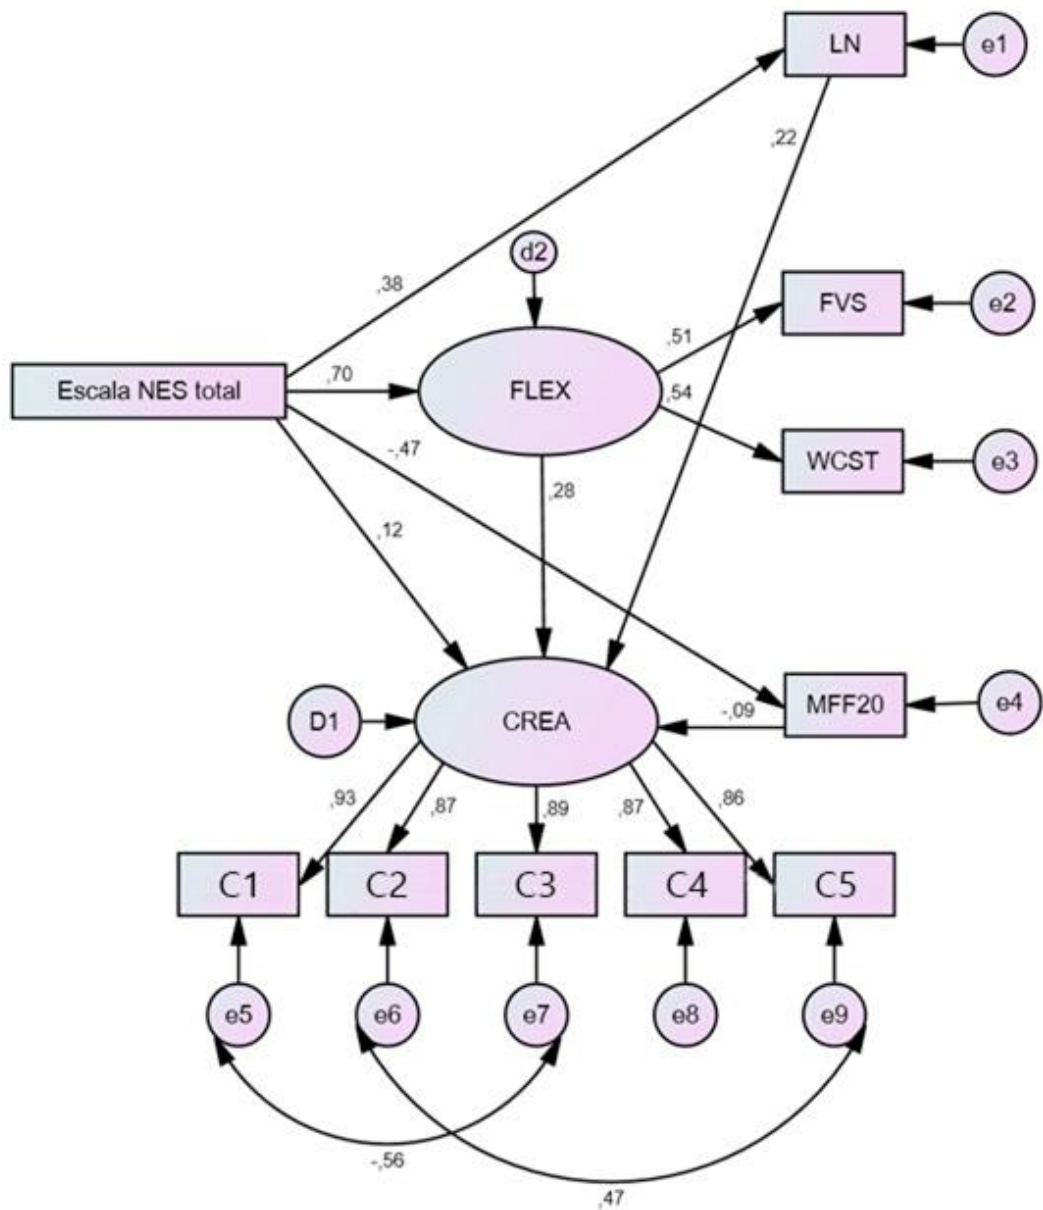 LN
e1
,22
d2
,38
FVS
e2
,51
Escala NES total
,70
FLEX
,54
-,47
WCST
e3
,28
,12
MFF20
e4
-,09
D1
CREA
,93
,87
,89
,87
,86
C1
C2
C3
C4
C5
e5
e6
e7
e8
e9
-,56
,47